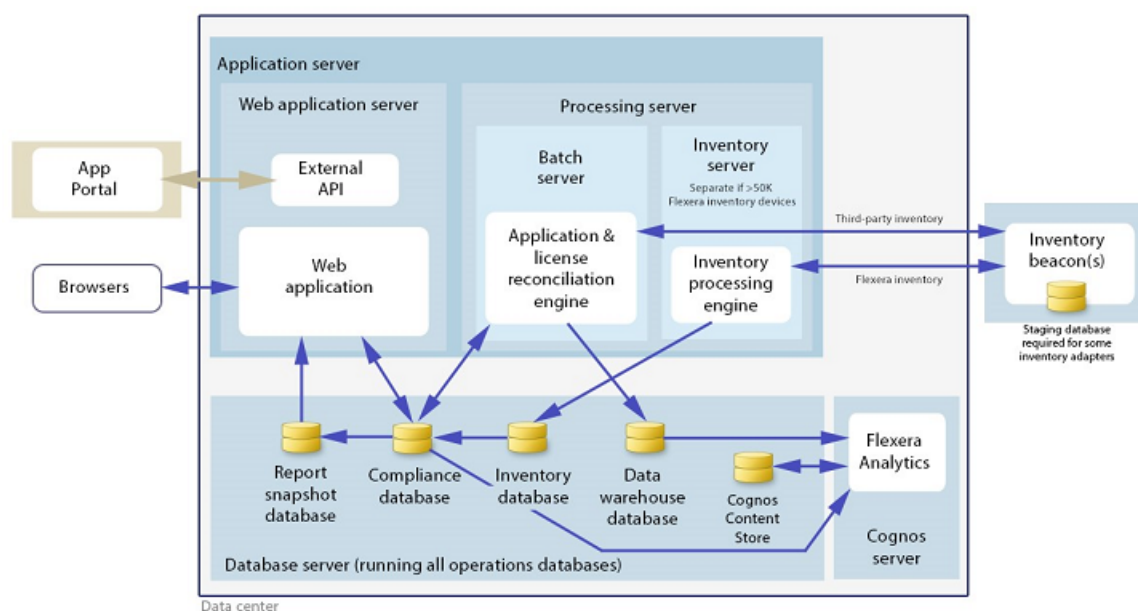 Application server
Web application server
Processing server
App
Portal
External
API
Batch
server
Inventory
server
Separate if >50K
Flexera inventory devices
Third-party inventory
Application &
license
reconciliation
engine
Web
application
Inventory
processing
engine
Inventory
beacon(s)
Flexera inventory
Browsers
Staging database
required for some
inventory adapters
Report
snapshot
database
Compliance
database
Inventory
database
Data
warehouse
database
Cognos
Content
Store
Flexera
Analytics
Cognos
server
Database server (running all operations databases)
Data center